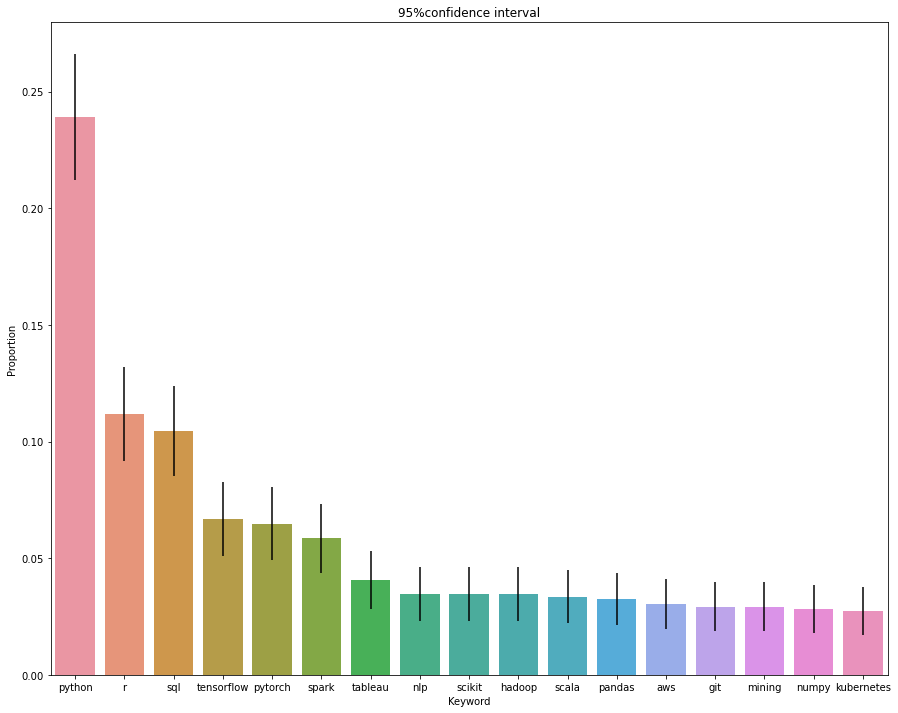 95%confidence interval
Proportion
0.25
0.20
0.15
0.10
0.05
0.00
python r sql tensorflow pytorch spark tableau nlp scikit hadoop scala pandas aws git mining numpy kubernetes
Keyword